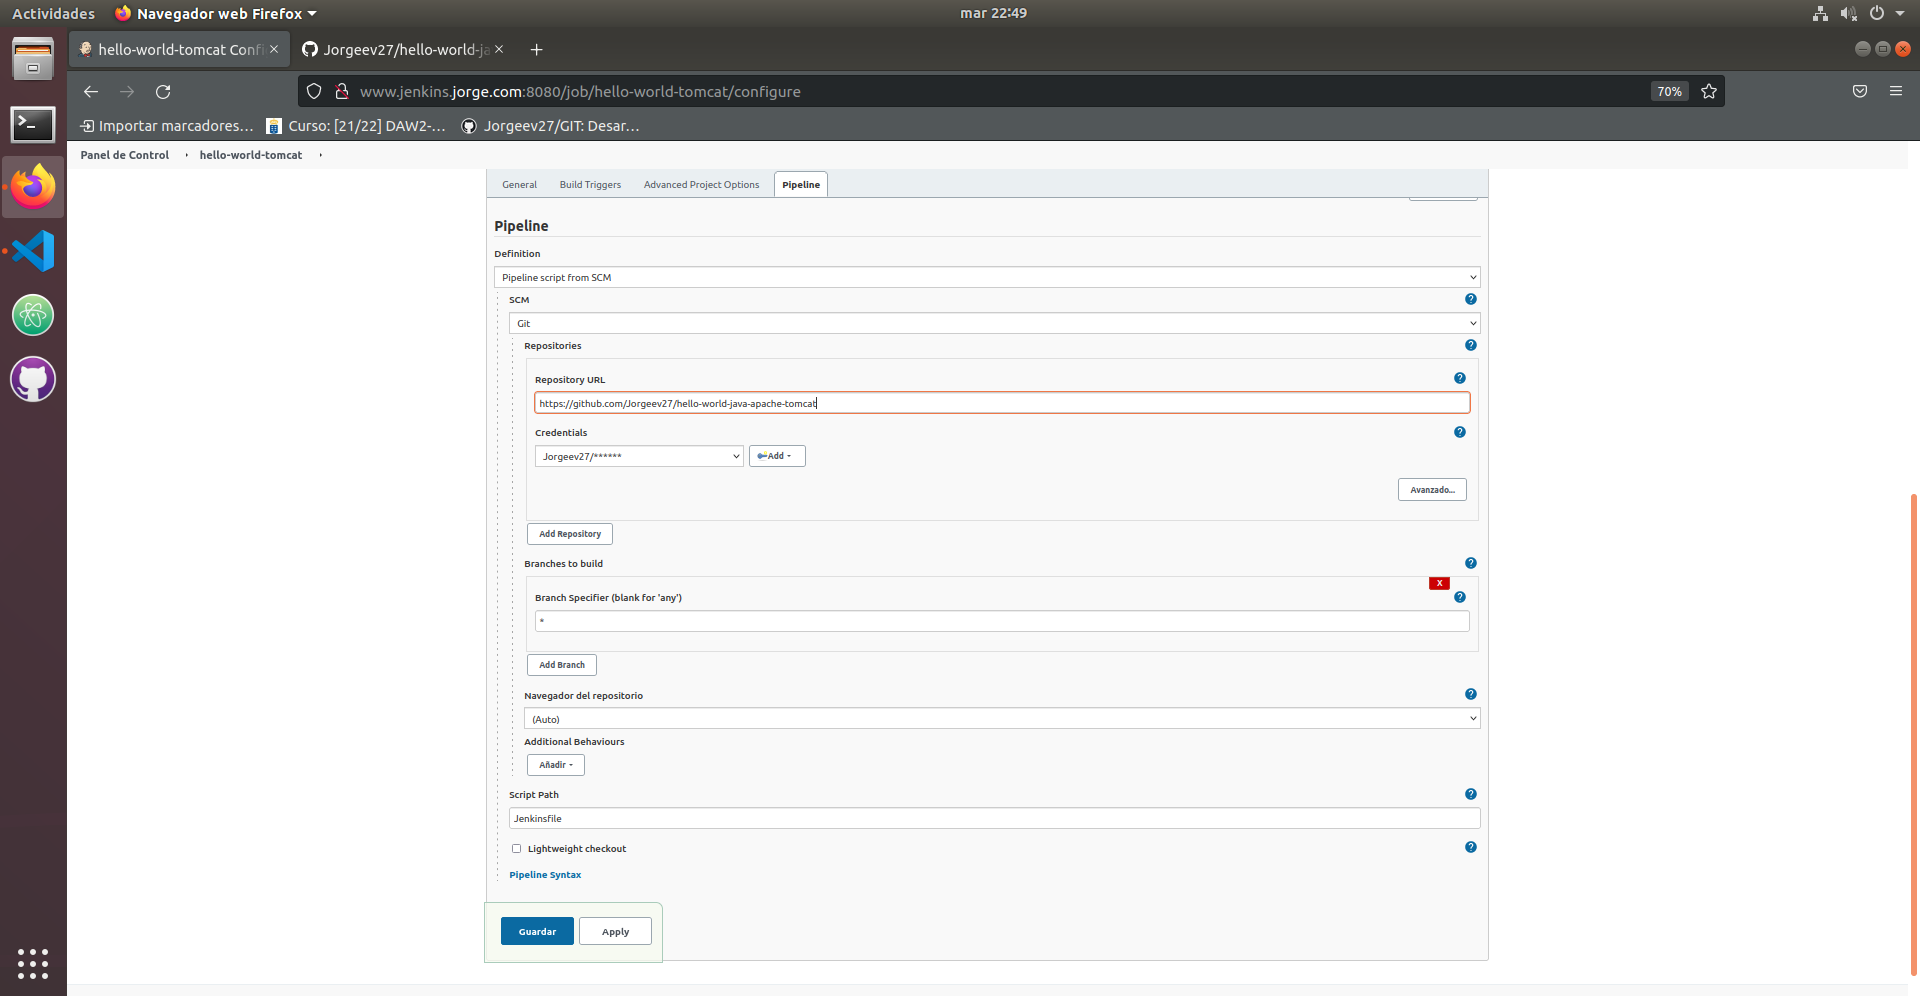 Actividades
Navegador web Firefox
mar 22:49
hello-world-tomcat Confi
Jorgeev27/hello-world-ja
www.jenkins.jorge.com:8080/job/hello-world-tomcat/configure
70%
Importar marcadores...
Curso: [21/22] DAW2-...
Jorgeev27/GIT: Desar...
Panel de Control
hello-world-tomcat
General
Build Triggers
Advanced Project Options
Pipeline
Pipeline
Definition
Pipeline script from SCM
SCM
?
Git
Repositories
?
Repository URL
?
https://github.com/Jorgeev27/hello-world-java-apache-tomcat
Credentials
?
Jorgeev27/******
Add
Avanzado...
Add Repository
Branches to build
?
X
Branch Specifier (blank for 'any')
?
*
Add Branch
Navegador del repositorio
?
(Auto)
Additional Behaviours
Añadir
Script Path
?
Jenkinsfile
Lightweight checkout
?
Pipeline Syntax
Guardar
Apply